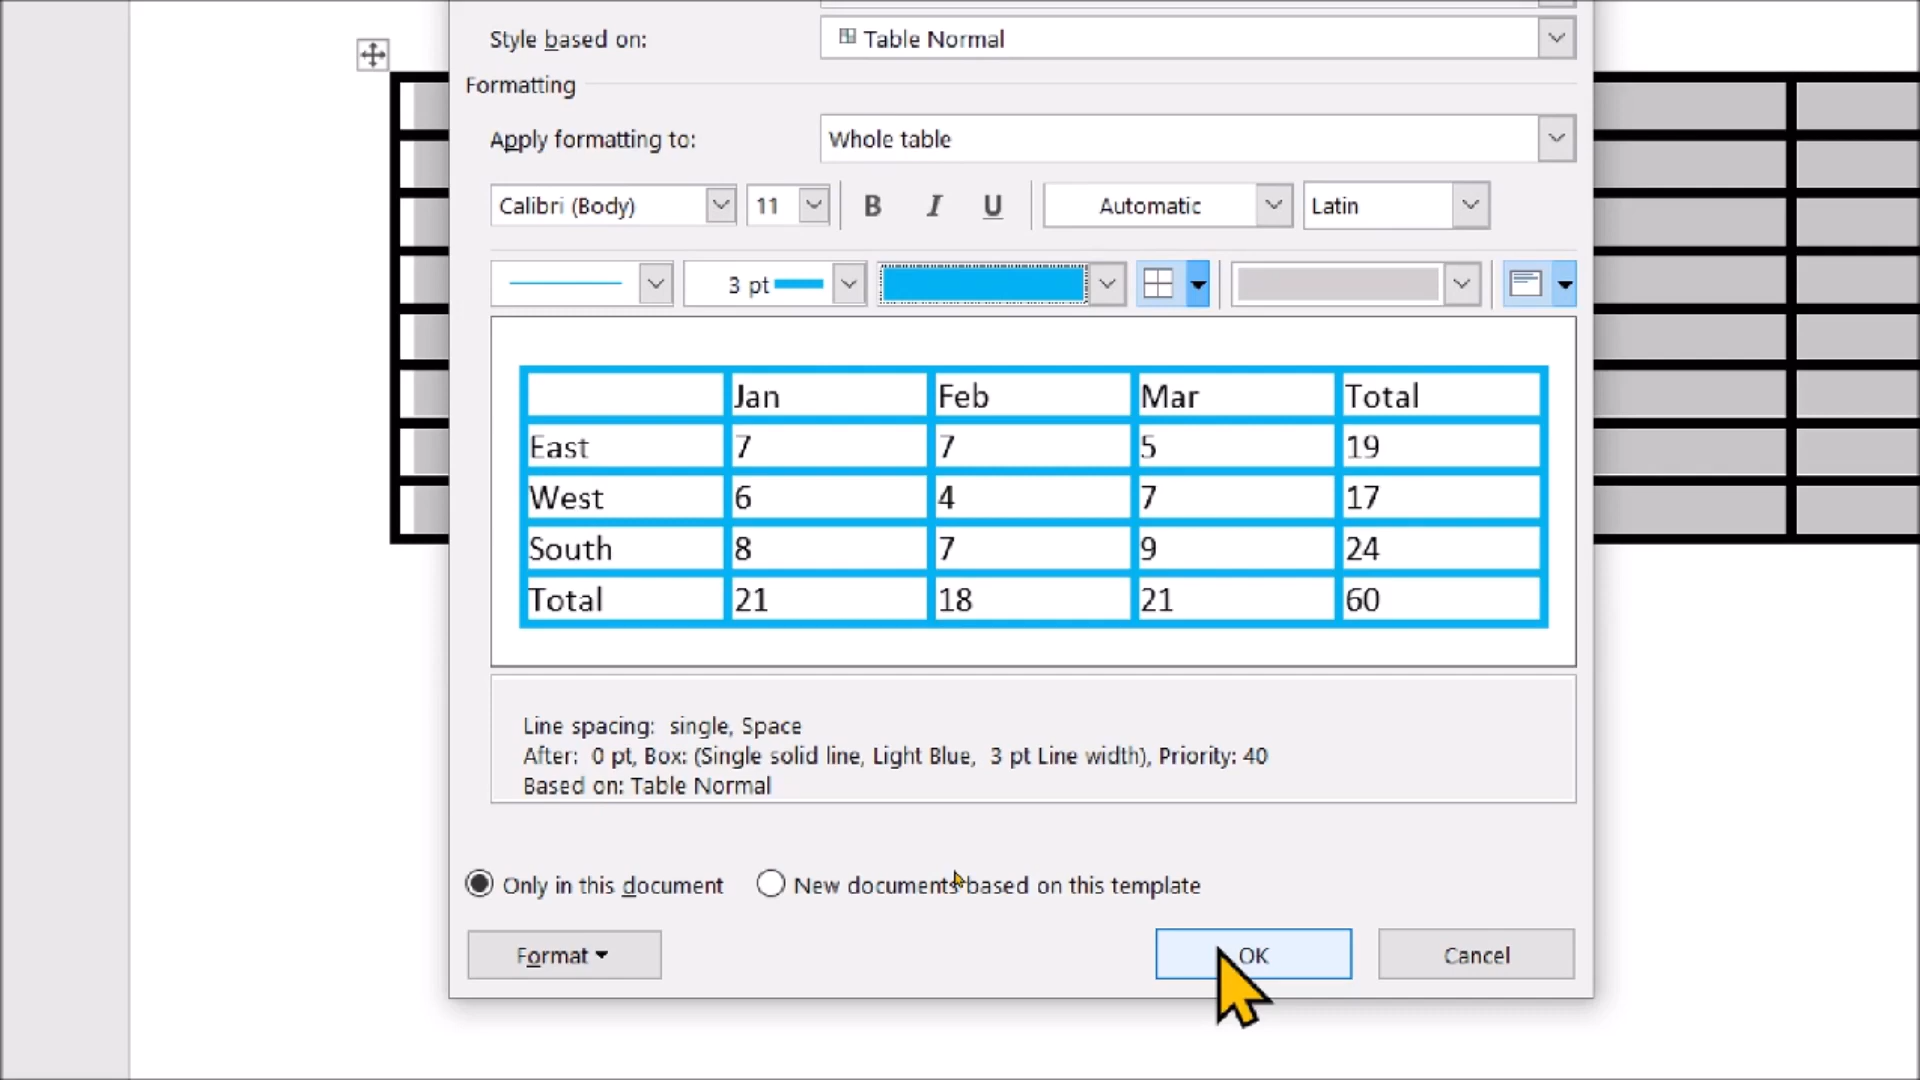 Style based on: Table Normal
Formatting
Apply formatting to: Whole table
Calibri (Body) 11 B I U Automatic Latin
3 pt
Jan Feb Mar Total
East 7 7 5 19
West 6 4 7 17
South 8 7 9 24
Total 21 18 21 60
Line spacing: single, Space
After: 0 pt, Box: (Single solid line, Light Blue, 3 pt Line width), Priority: 40
Based on: Table Normal
Only in this document New documents based on this template
Format OK Cancel